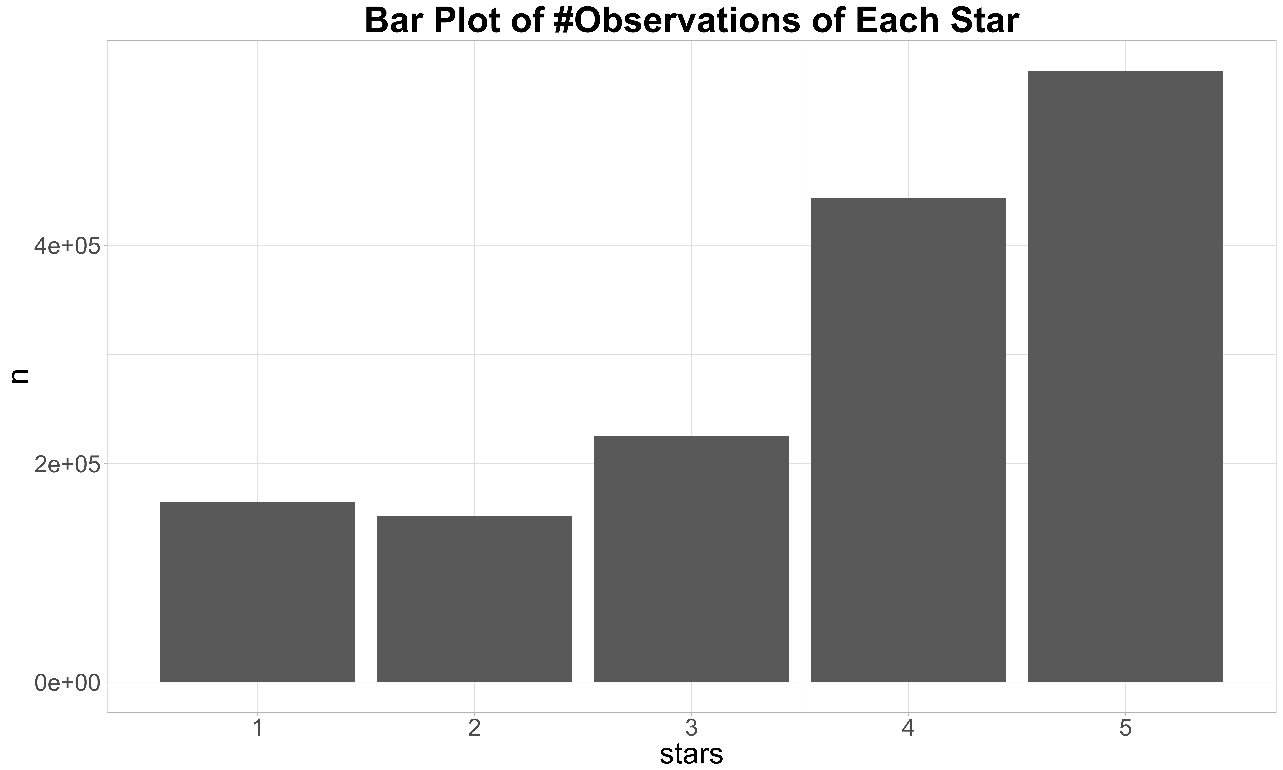 Bar Plot of #Observations of Each Star
4e+05
n
2e+05
0e+00
1 2 3 4 5
stars